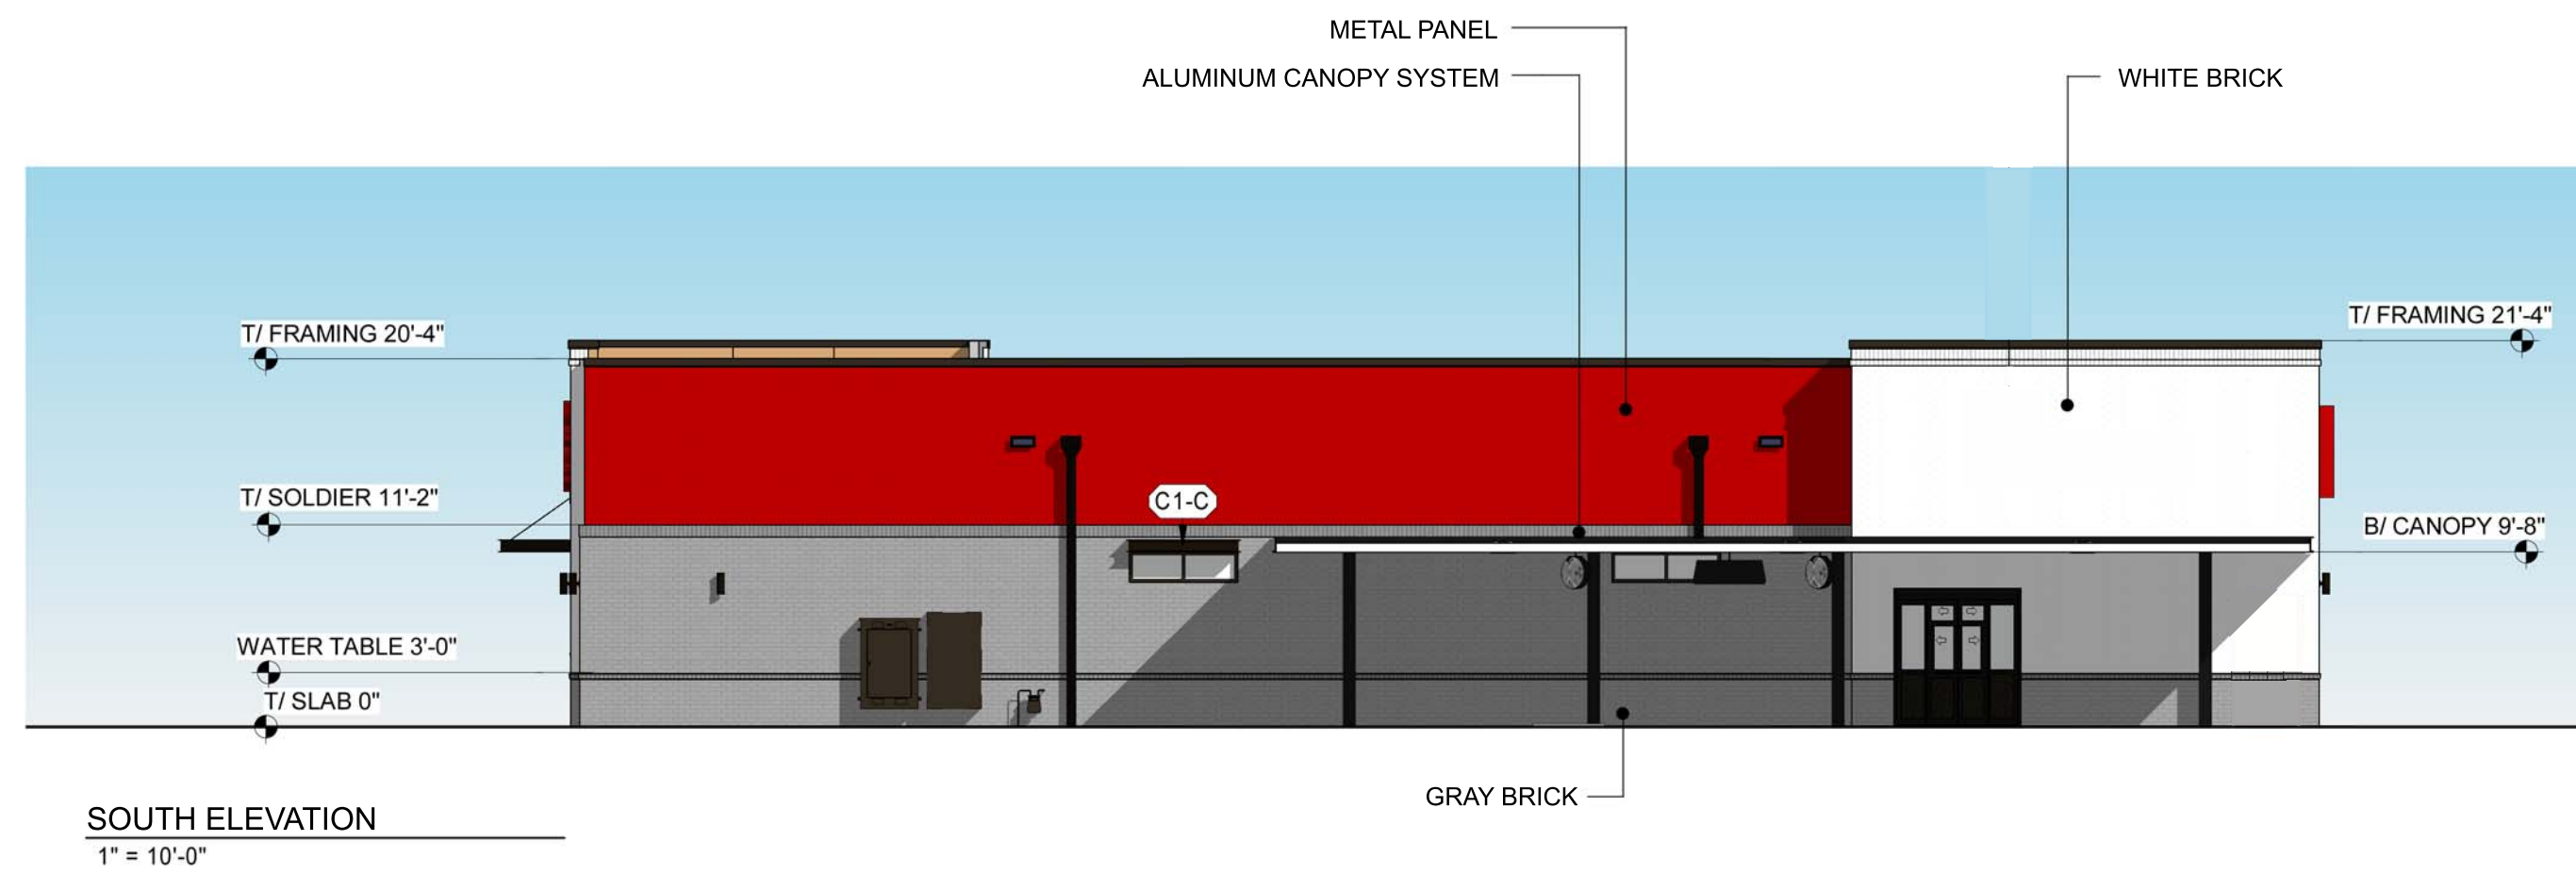 METAL PANEL
ALUMINUM CANOPY SYSTEM
WHITE BRICK
T/ FRAMING 20'-4"
T/ FRAMING 21'-4"
T/ SOLDIER 11'-2"
C1-C
B/ CANOPY 9'-8"
WATER TABLE 3'-0"
T/ SLAB 0"
GRAY BRICK
SOUTH ELEVATION
1" = 10'-0"